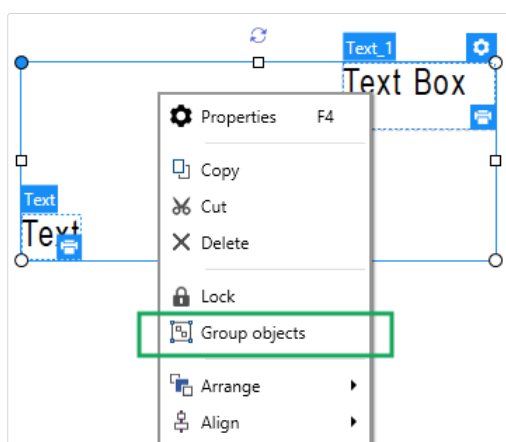 Text_1
Text Box
Properties F4
Copy
Text
Cut
Text
Delete
Lock
Group objects
Arrange
Align